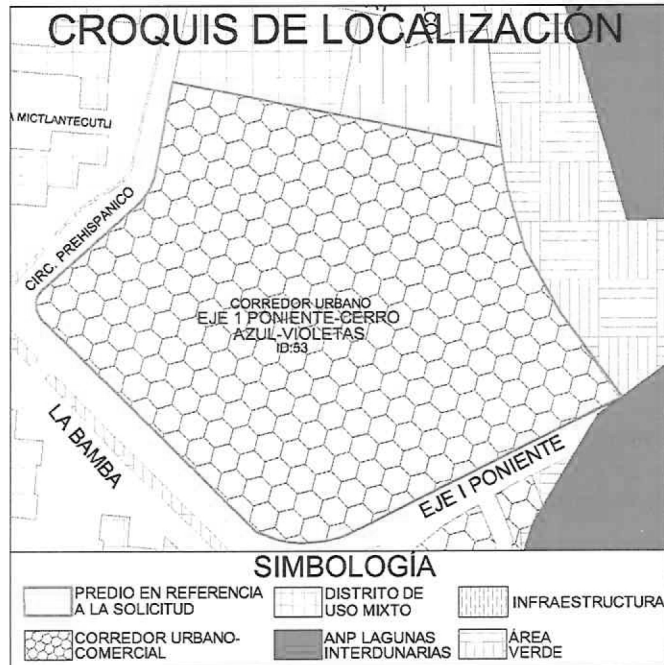 CROQUIS DE LOCALIZACIÓN
MICTLANTECUTLI
CIRC. PREHISPANICO
CORREDOR URBANO
EJE 1 PONIENTE-CERRO
AZUL-VIOLETAS
ID:53
LA BAMBA
EJE I PONIENTE
SIMBOLOGÍA
PREDIO EN REFERENCIA
A LA SOLICITUD
DISTRITO DE
USO MIXTO
INFRAESTRUCTURA
CORREDOR URBANO-
COMERCIAL
ANP LAGUNAS
INTERDUNARIAS
ÁREA
VERDE